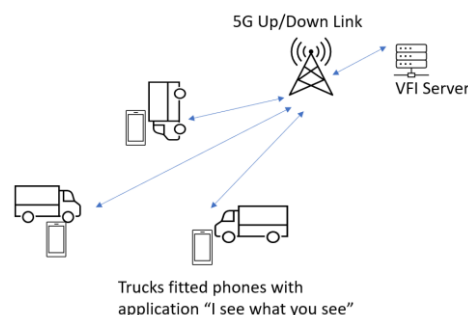 5G Up/Down Link
VFI Server
Trucks fitted phones with
application “I see what you see”